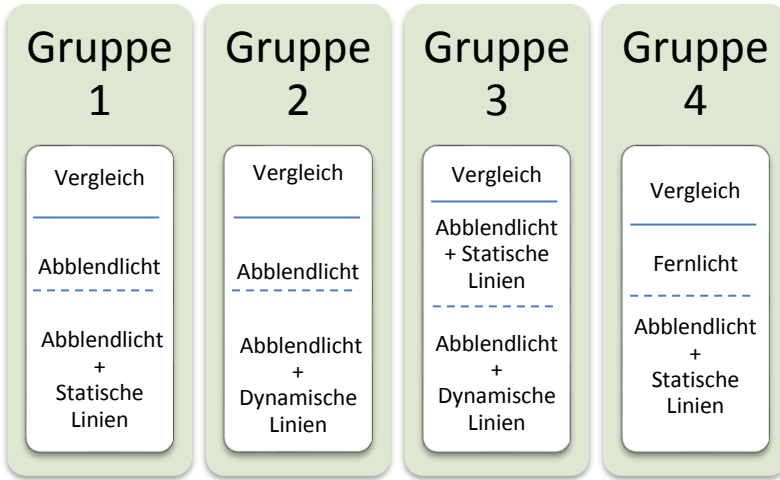 Gruppe
1
Vergleich
Abblendlicht
Abblendlicht
+
Statische
Linien
Gruppe
2
Vergleich
Abblendlicht
Abblendlicht
+
Dynamische
Linien
Gruppe
3
Vergleich
Abblendlicht
+ Statische
Linien
Abblendlicht
+
Dynamische
Linien
Gruppe
4
Vergleich
Fernlicht
Abblendlicht
+
Statische
Linien